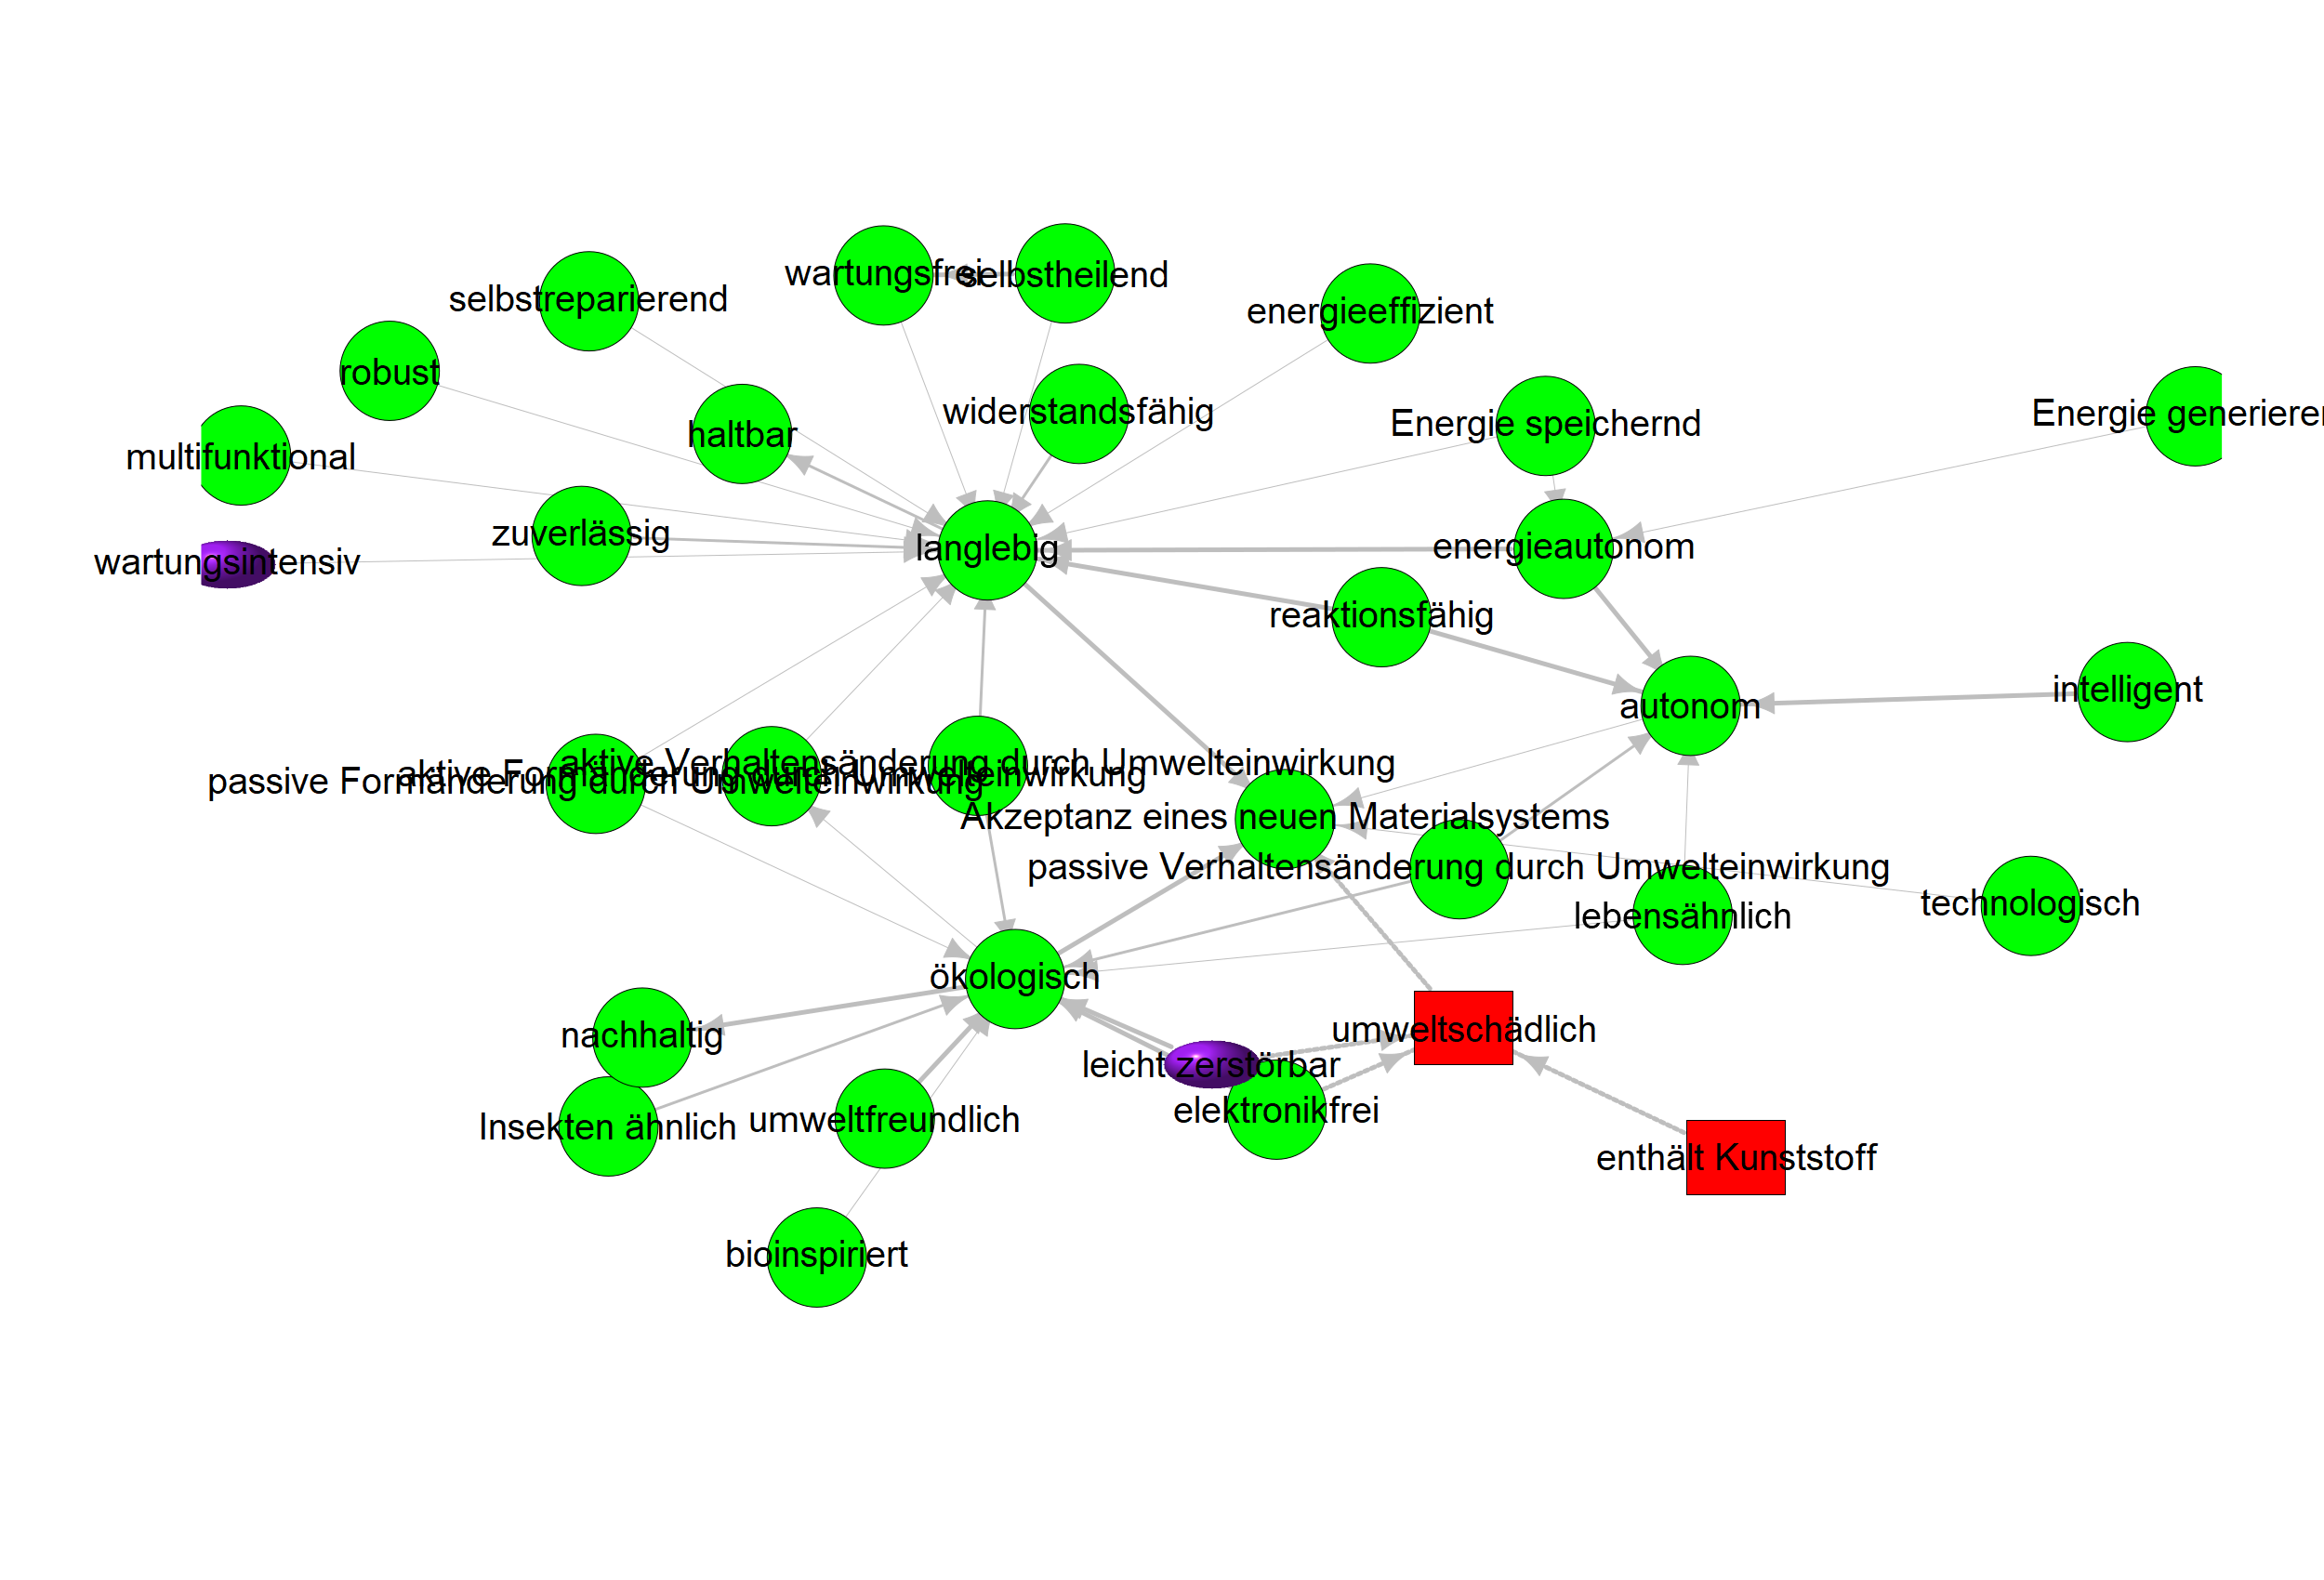 wartungsfrei
selbstheilend
selbstreparierend
energieeffizient
robust
widerstandsfähig
Energie generieren
Energie speichernd
haltbar
multifunktional
zuverlässig
langlebig
energieautonom
wartungsintensiv
reaktionsfähig
intelligent
autonom
aktive Verhaltensänderung durch Umwelteinwirkung
aktive Formänderung durch Umwelteinwirkung
passive Formänderung durch Umwelteinwirkung
Akzeptanz eines neuen Materialsystems
passive Verhaltensänderung durch Umwelteinwirkung
technologisch
lebensähnlich
ökologisch
umweltschädlich
nachhaltig
leicht zerstörbar
elektronikfrei
umweltfreundlich
Insekten ähnlich
enthält Kunststoff
bioinspiriert